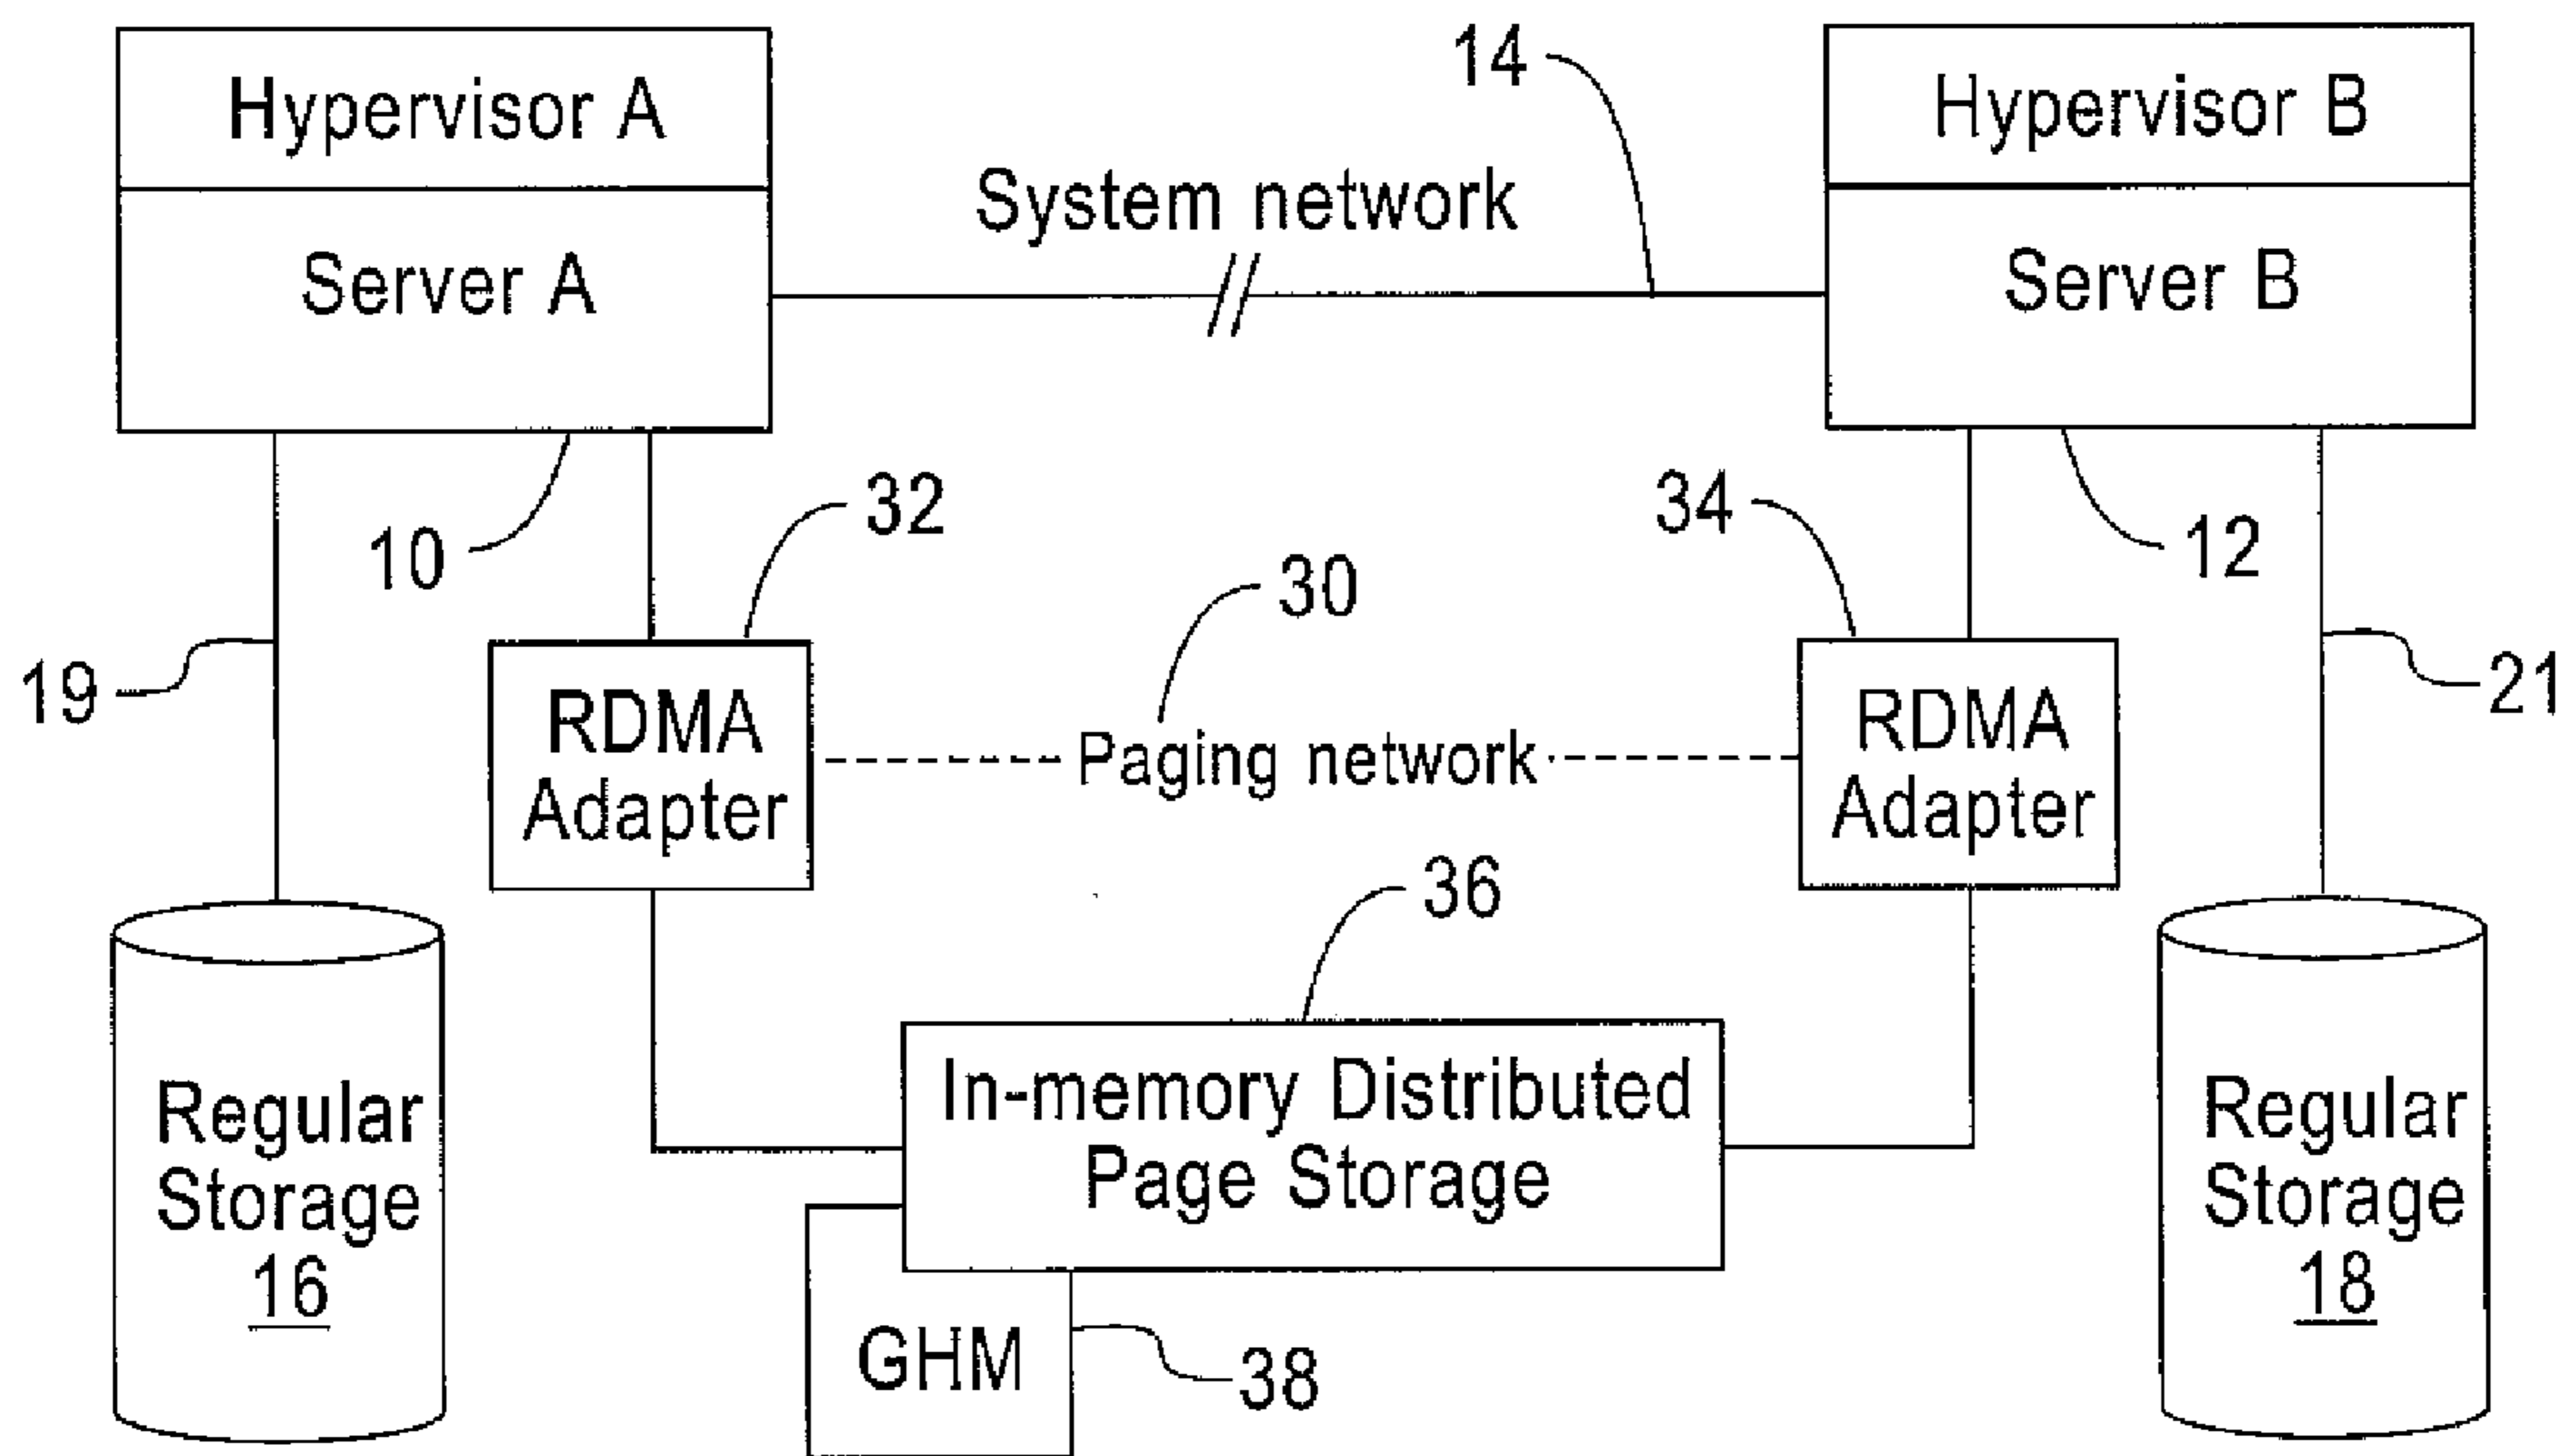 Hypervisor A
Server A
System network
14
Hypervisor B
Server B
10
32
34
12
30
19
21
RDMA
Adapter
Paging network
RDMA
Adapter
36
Regular
Storage
16
In-memory Distributed
Page Storage
Regular
Storage
18
GHM
38